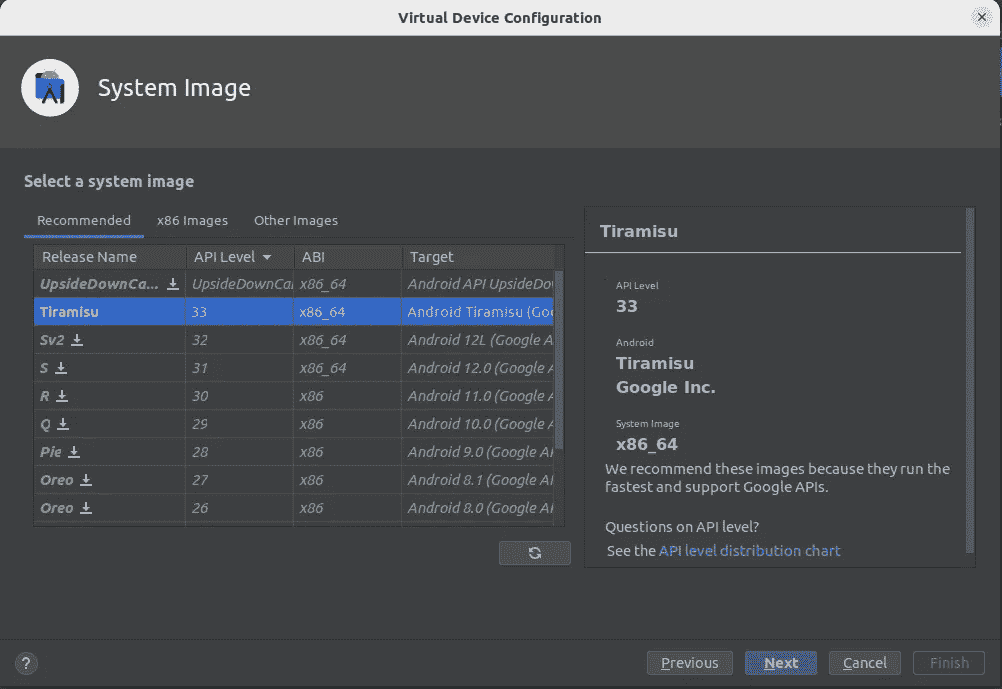 Virtual Device Configuration
System Image
Select a system image
Recommended x86 Images Other Images
Release Name API Level ABI Target
UpsideDownCa... UpsideDownCa x86_64 Android API UpsideDow
Tiramisu 33 x86_64 Android Tiramisu (Goo
Sv2 32 x86_64 Android 12L (Google A
S 31 x86_64 Android 12.0 (Google A
R 30 x86 Android 11.0 (Google A
Q 29 x86 Android 10.0 (Google A
Pie 28 x86 Android 9.0 (Google AP
Oreo 27 x86 Android 8.1 (Google AP
Oreo 26 x86 Android 8.0 (Google AP
Tiramisu
API Level
33
Android
Tiramisu
Google Inc.
System Image
x86_64
We recommend these images because they run the
fastest and support Google APIs.
Questions on API level?
See the API level distribution chart
? Previous Next Cancel Finish